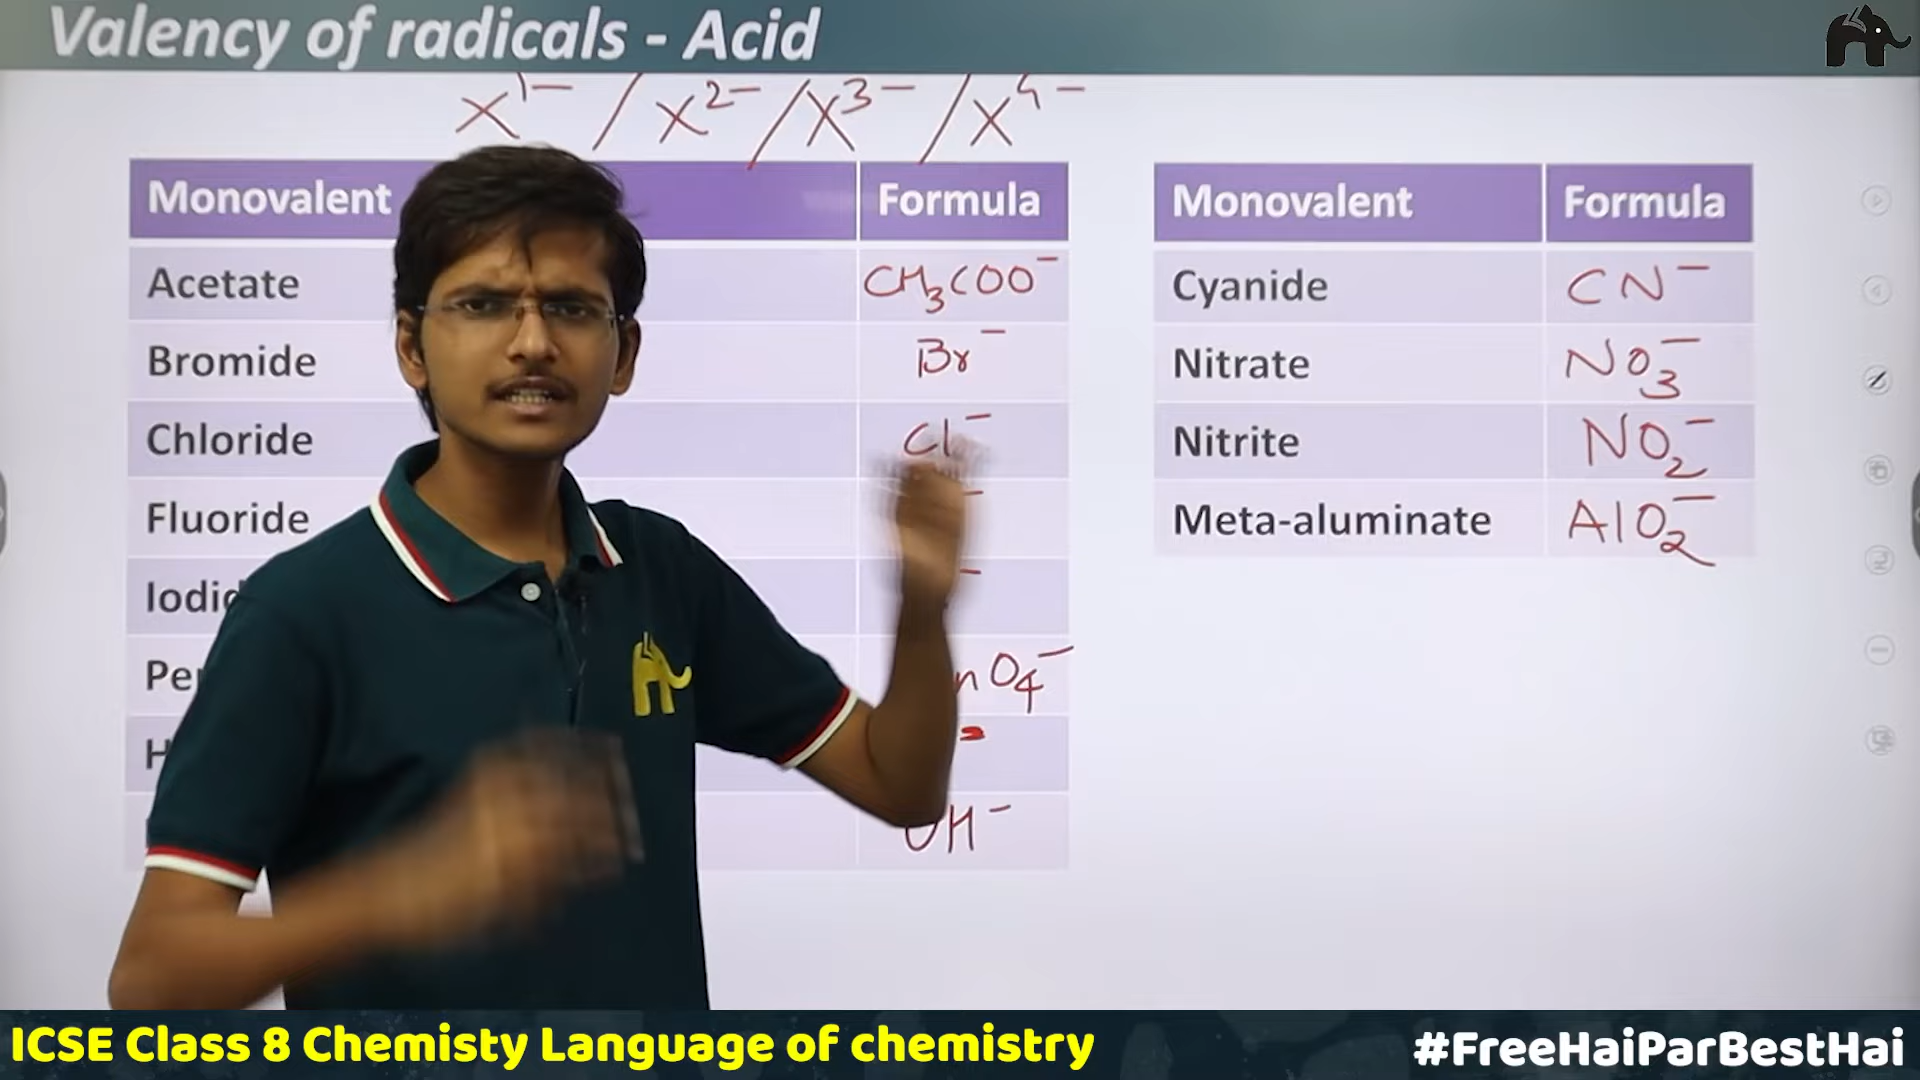 Valency of radicals - Acid
X¹⁻ / X²⁻ / X³⁻ / X⁴⁻
Monovalent Formula
Acetate CH₃COO⁻
Bromide Br⁻
Chloride Cl⁻
Fluoride
OH⁻
Monovalent Formula
Cyanide CN⁻
Nitrate NO₃⁻
Nitrite NO₂⁻
Meta-aluminate AlO₂⁻
ICSE Class 8 Chemisty Language of chemistry
#FreeHaiParBestHai